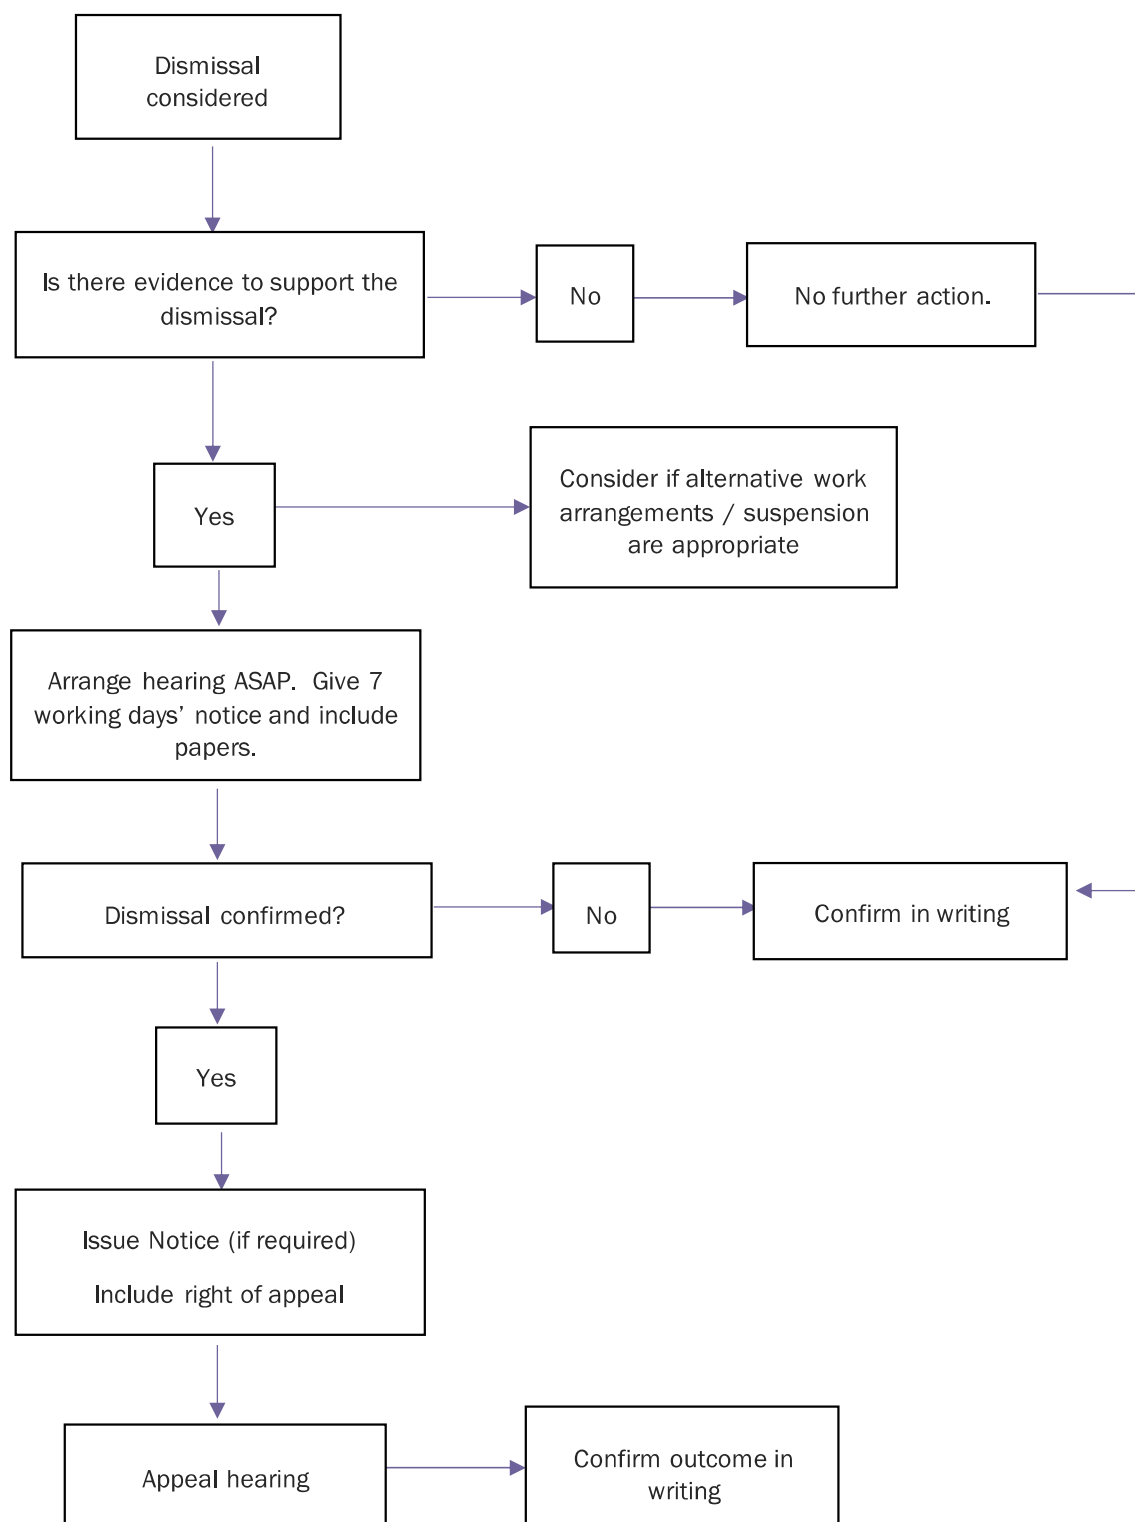 Dismissal
considered
Is there evidence to support the
dismissal?
No
No further action.
Yes
Consider if alternative work
arrangements / suspension
are appropriate
Arrange hearing ASAP.  Give 7
working days’ notice and include
papers.
Dismissal confirmed?
No
Confirm in writing
Yes
Issue Notice (if required)
Include right of appeal
Appeal hearing
Confirm outcome in
writing